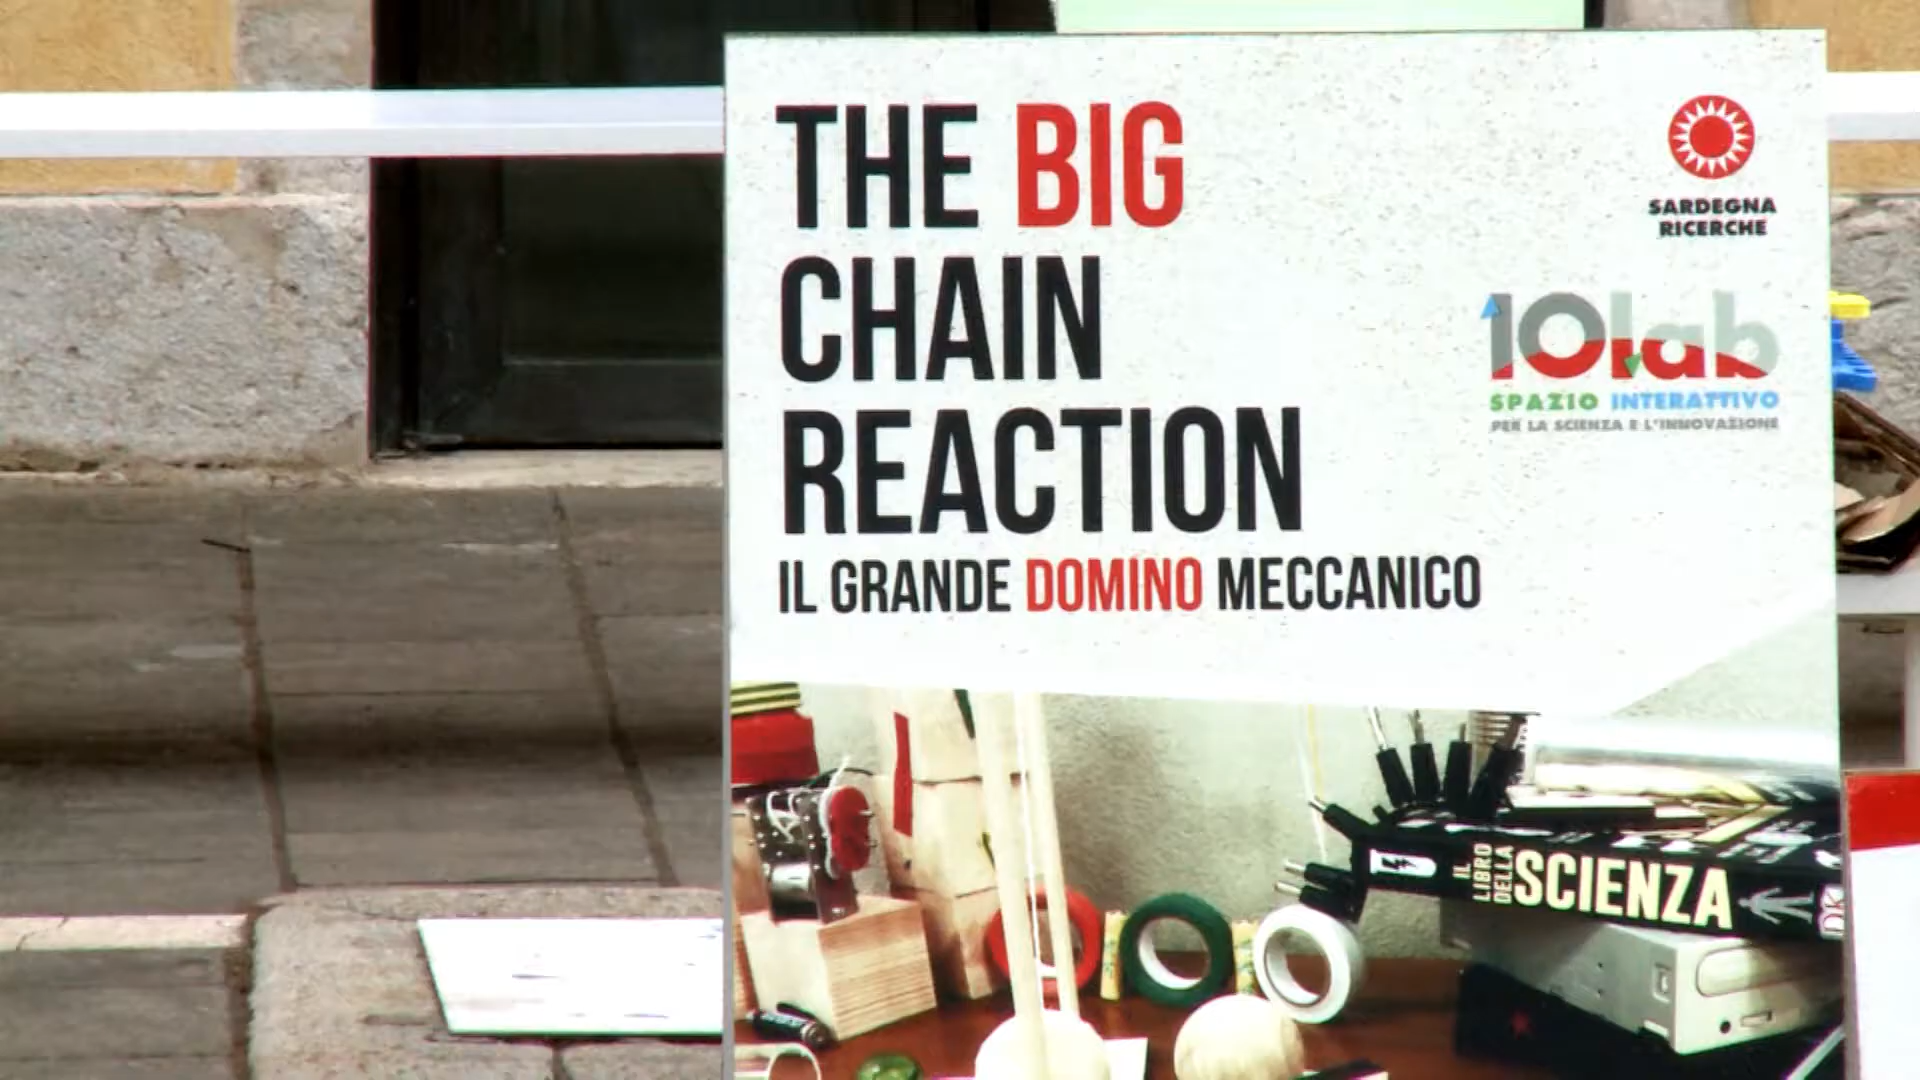 THE BIG
CHAIN
REACTION
IL GRANDE DOMINO MECCANICO
SARDEGNA
RICERCHE
10lab
SPAZIO INTERATTIVO
PER LA SCIENZA E L'INNOVAZIONE
IL
LIBRO
DELLA
SCIENZA
DK